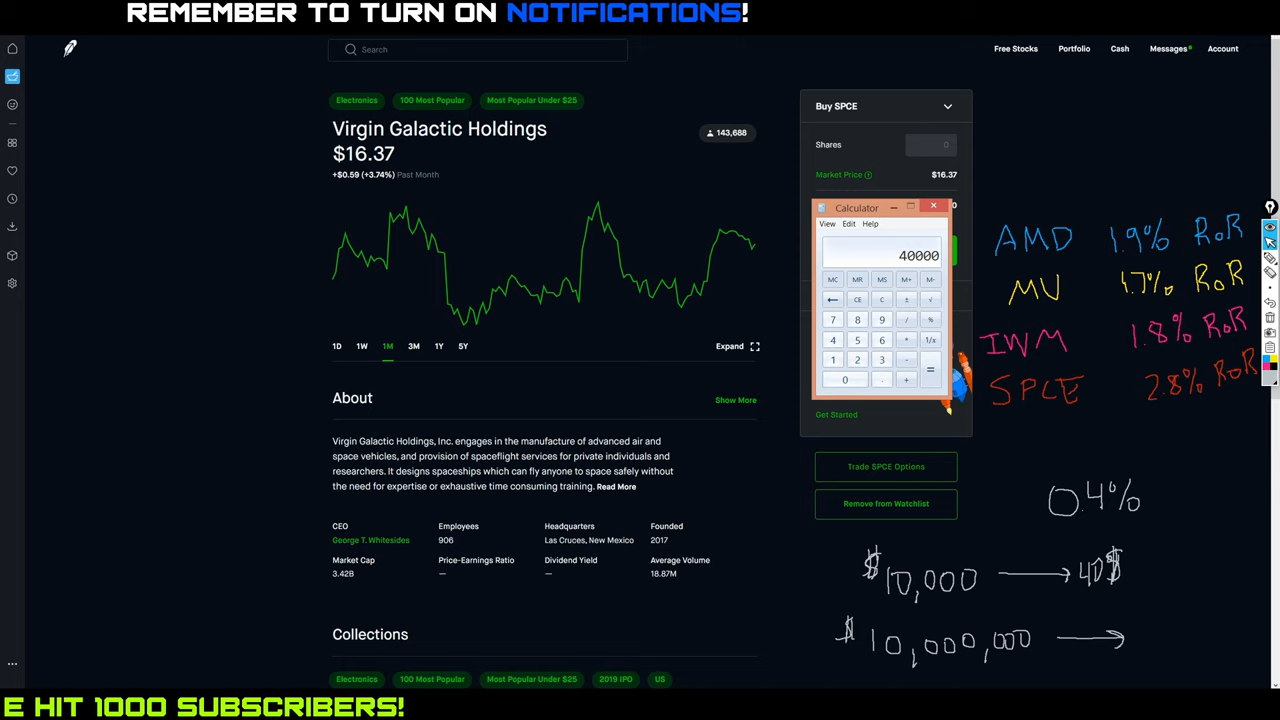 REMEMBER TO TURN ON NOTIFICATIONS!
Search
Free Stocks Portfolio Cash Messages Account
Electronics 100 Most Popular Most Popular Under $25
Virgin Galactic Holdings
143,688
$16.37
+$0.59 (+3.74%) Past Month
Buy SPCE
Shares 0
Market Price $16.37
0
Calculator
View Edit Help
40000
MC MR MS M+ M-
← CE C ± √
7 8 9 / %
4 5 6 * 1/x
1 2 3 - =
0 . +
AMD 1.9% RoR
MU 1.7% RoR
IWM 1.8% RoR
SPCE 2.8% RoR
1D 1W 1M 3M 1Y 5Y
Expand
About
Show More
Get Started
Virgin Galactic Holdings, Inc. engages in the manufacture of advanced air and
space vehicles, and provision of spaceflight services for private individuals and
researchers. It designs spaceships which can fly anyone to space safely without
the need for expertise or exhaustive time consuming training. Read More
Trade SPCE Options
Remove from Watchlist
0.4%
CEO Employees Headquarters Founded
George T. Whitesides 906 Las Cruces, New Mexico 2017
Market Cap Price-Earnings Ratio Dividend Yield Average Volume
3.42B — — 18.87M
$10,000 → 40$
$10,000,000 →
Collections
Electronics 100 Most Popular Most Popular Under $25 2019 IPO US
E HIT 1000 SUBSCRIBERS!